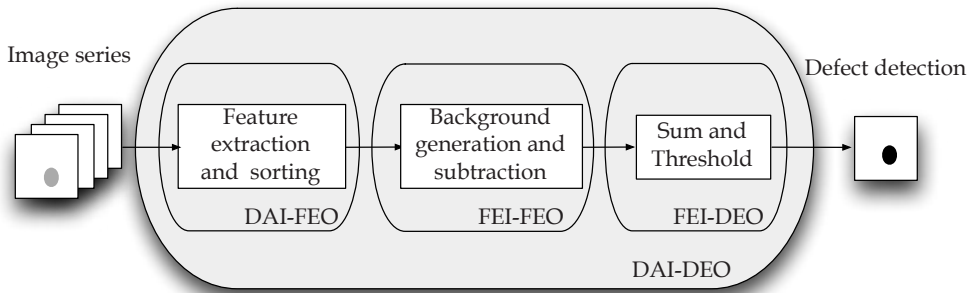 Image series
Feature
extraction
and sorting
DAI-FEO
Background
generation and
subtraction
FEI-FEO
Sum and
Threshold
FEI-DEO
DAI-DEO
Defect detection